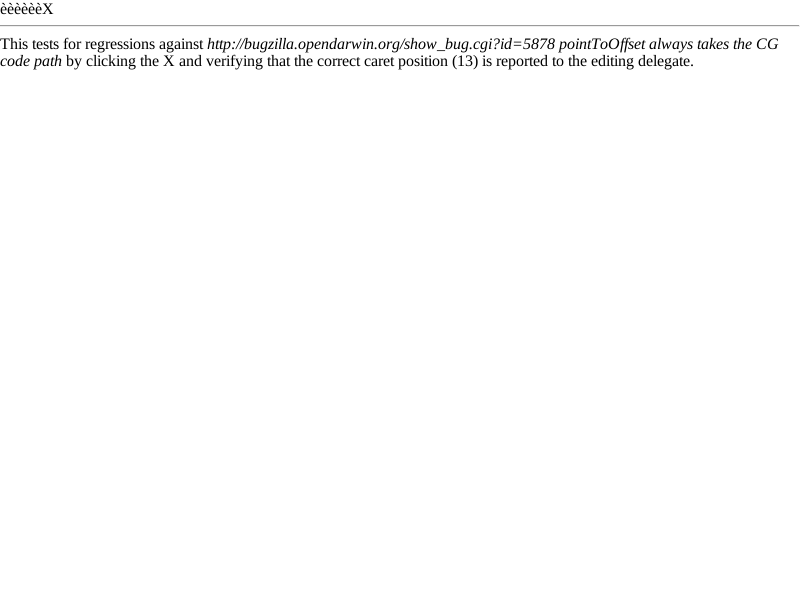 èèèèèèX
This tests for regressions against http://bugzilla.opendarwin.org/show_bug.cgi?id=5878 pointToOffset always takes the CG
code path by clicking the X and verifying that the correct caret position (13) is reported to the editing delegate.